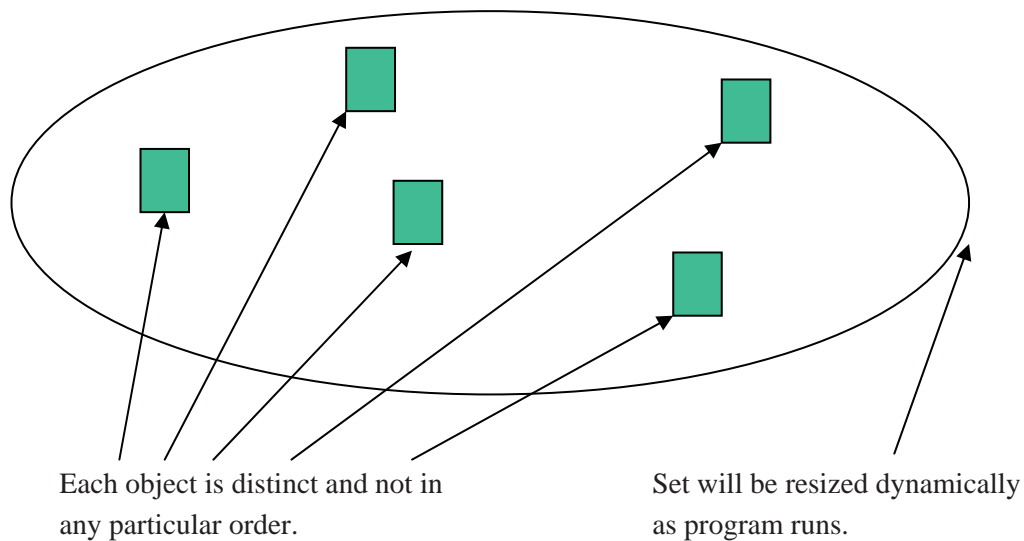 Each object is distinct and not in
any particular order.
Set will be resized dynamically
as program runs.